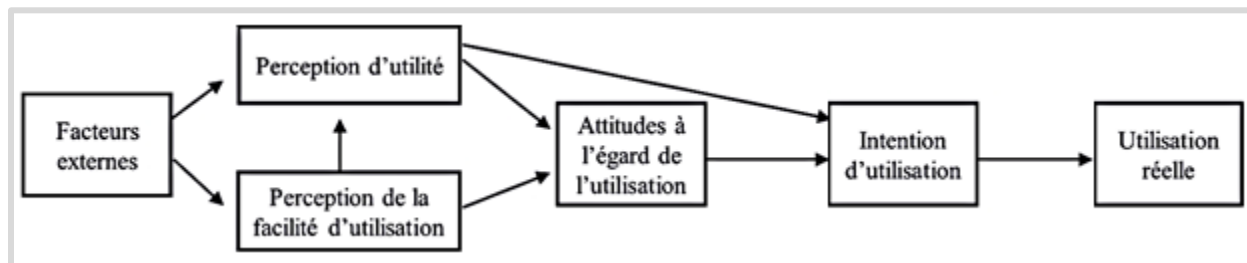 Perception d’utilité
Facteurs
externes
Perception de la
facilité d’utilisation
Attitudes à
l’égard de
l’utilisation
Intention
d’utilisation
Utilisation
réelle